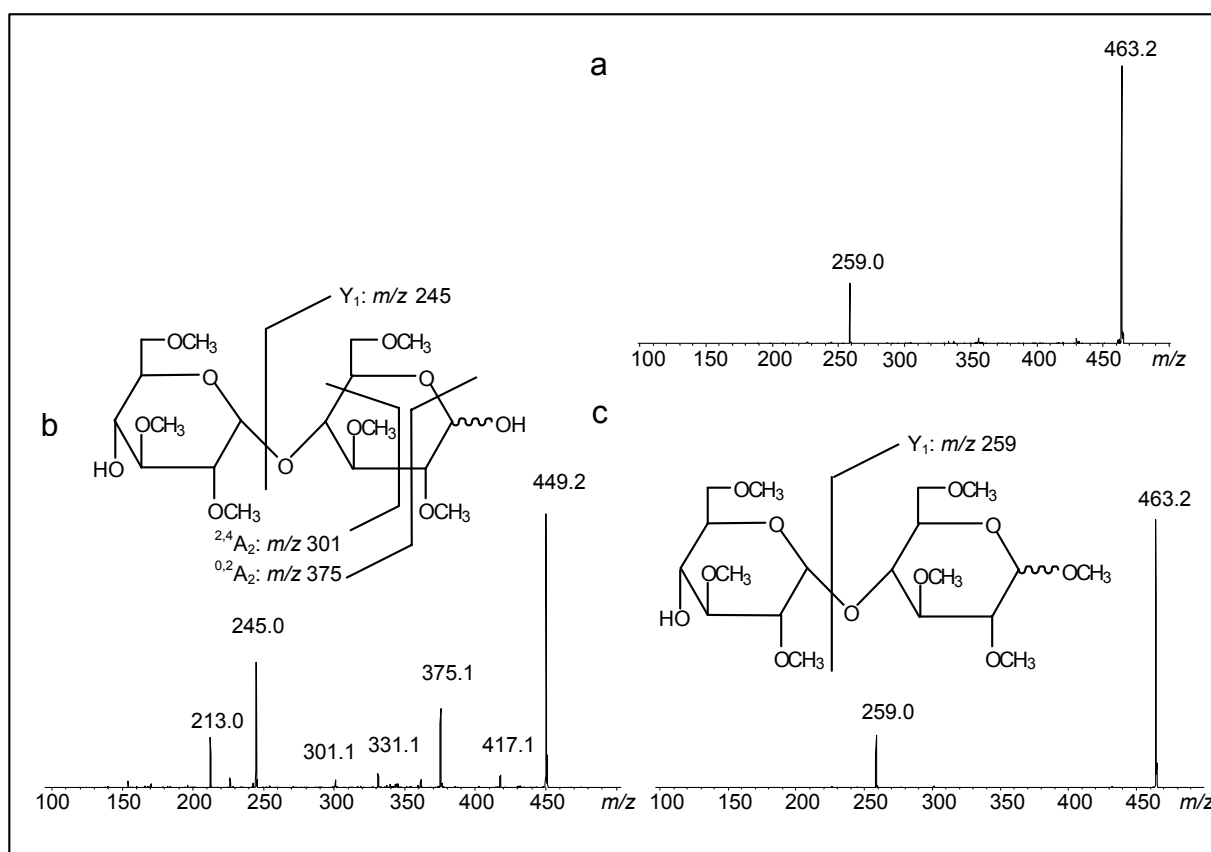 a
463.2
259.0
100 150 200 250 300 350 400 450 m/z
b
Y₁: m/z 245
OCH₃
OCH₃
O
O
OCH₃
OCH₃
OH
HO
O
OCH₃
OCH₃
²,⁴A₂: m/z 301
⁰,²A₂: m/z 375
449.2
245.0
375.1
213.0
301.1
331.1
417.1
100 150 200 250 300 350 400 450 m/z
c
Y₁: m/z 259
463.2
OCH₃
OCH₃
O
O
OCH₃
OCH₃
OCH₃
HO
O
OCH₃
OCH₃
259.0
100 150 200 250 300 350 400 450 m/z